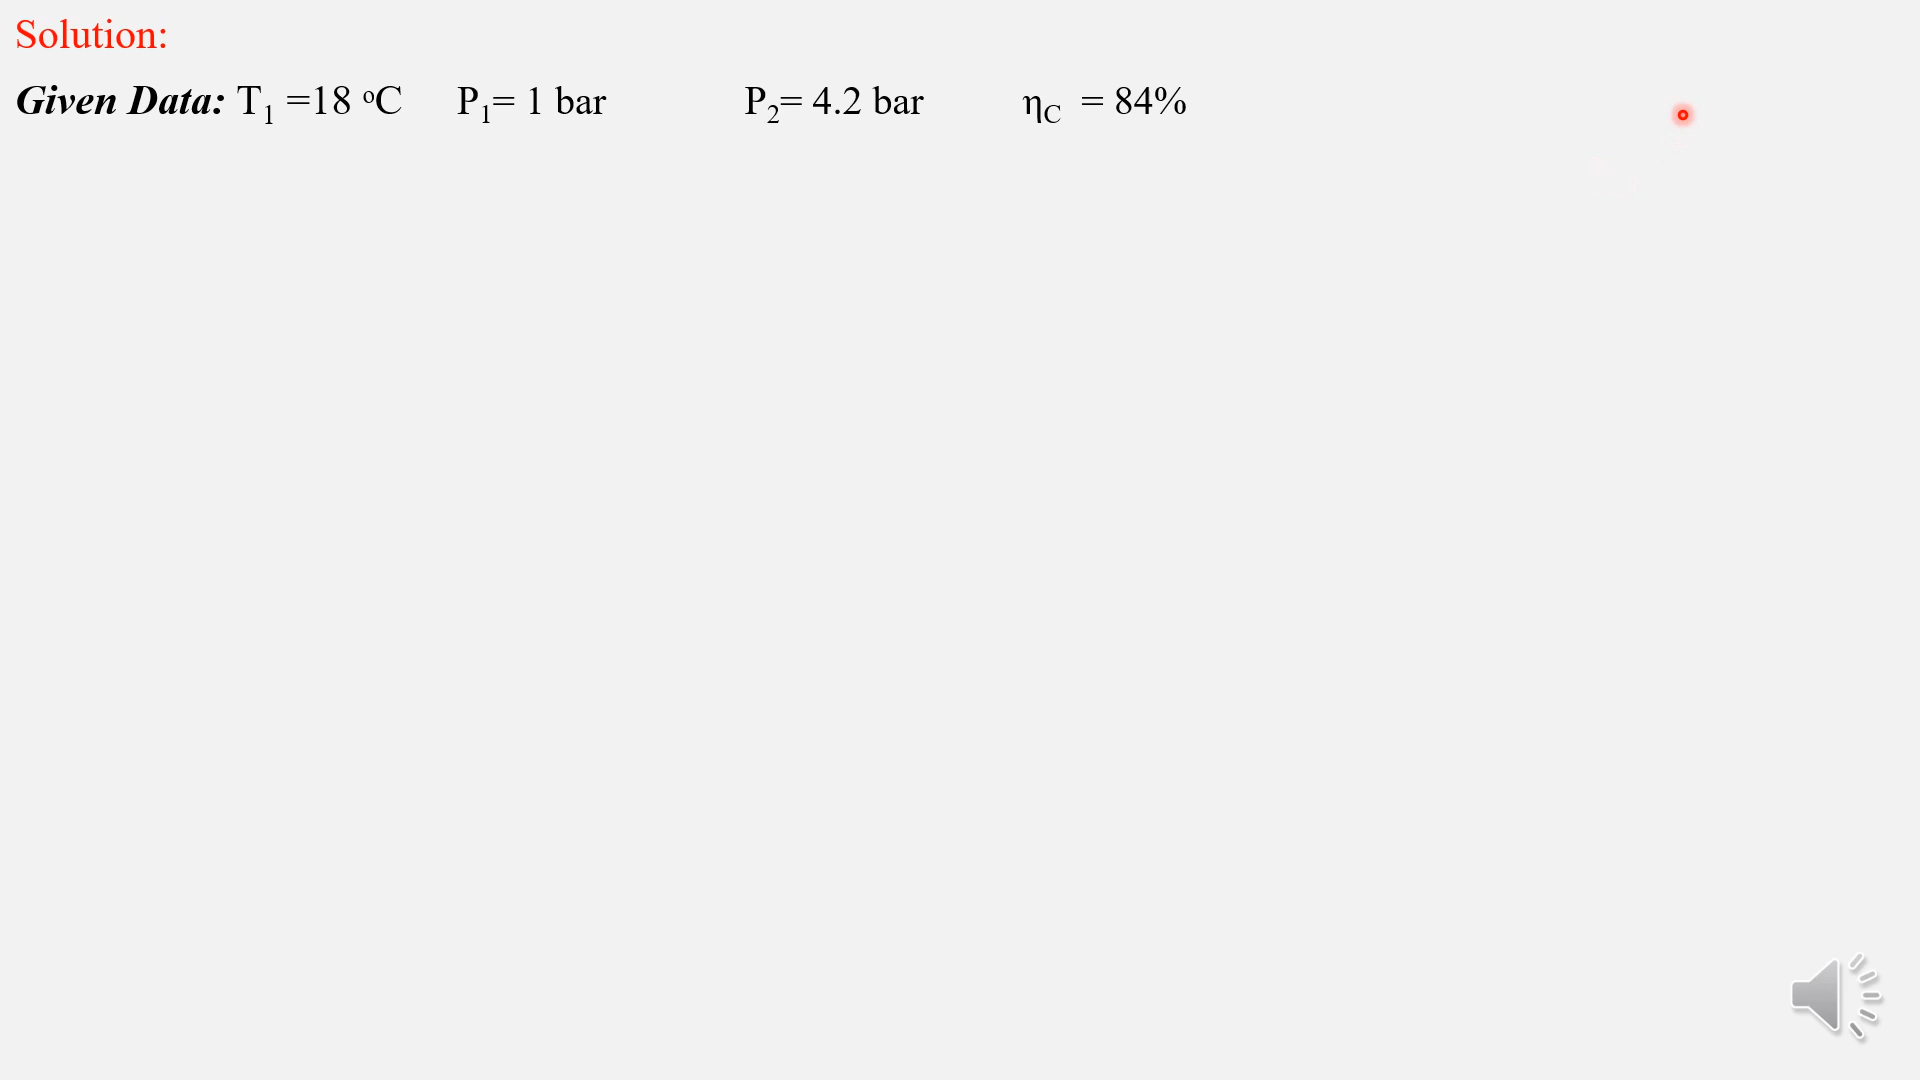 Solution:
Given Data: T₁ =18 ᵒC P₁= 1 bar P₂= 4.2 bar ηC = 84%